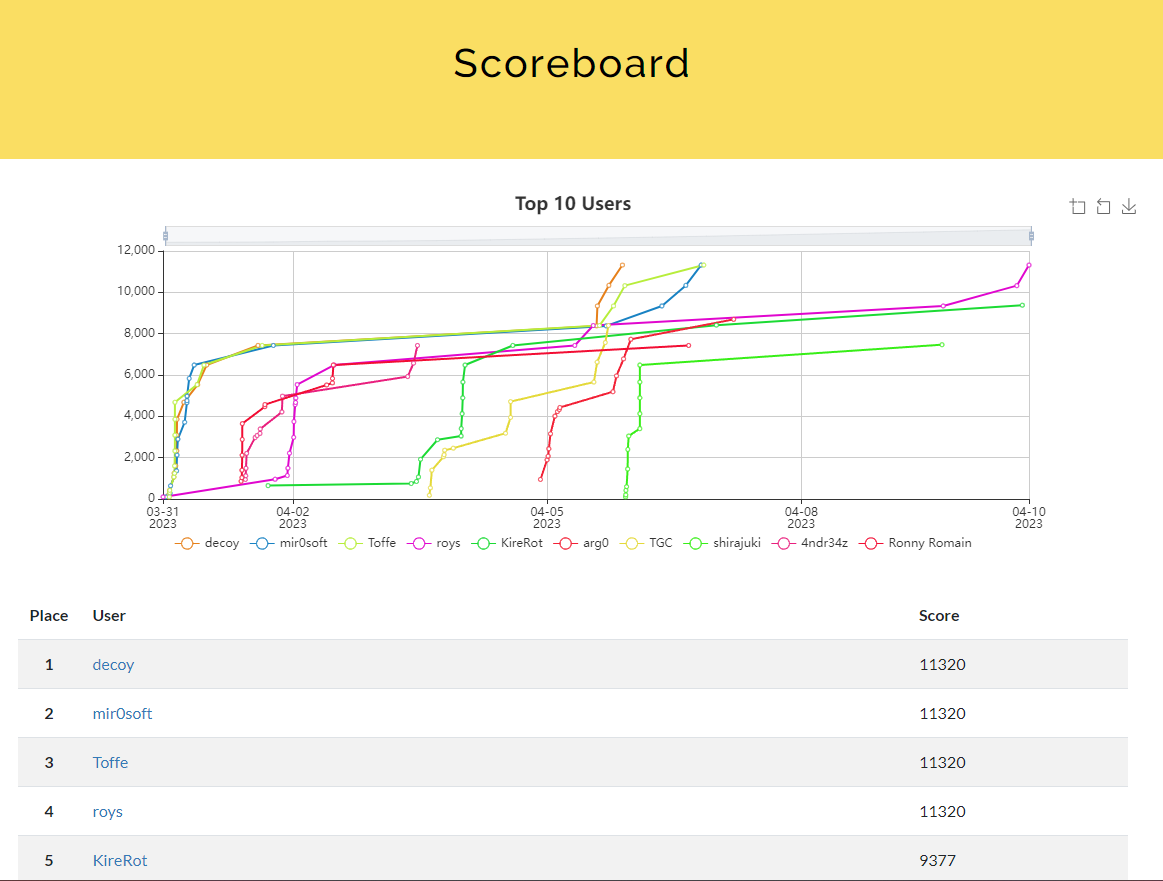 Scoreboard
Top 10 Users
12,000
10,000
8,000
6,000
4,000
2,000
0
03-31 04-02 04-05 04-08 04-10
2023 2023 2023 2023 2023
decoy mir0soft Toffe roys KireRot arg0 TGC shirajuki 4ndr34z Ronny Romain
Place User Score
1 decoy 11320
2 mir0soft 11320
3 Toffe 11320
4 roys 11320
5 KireRot 9377